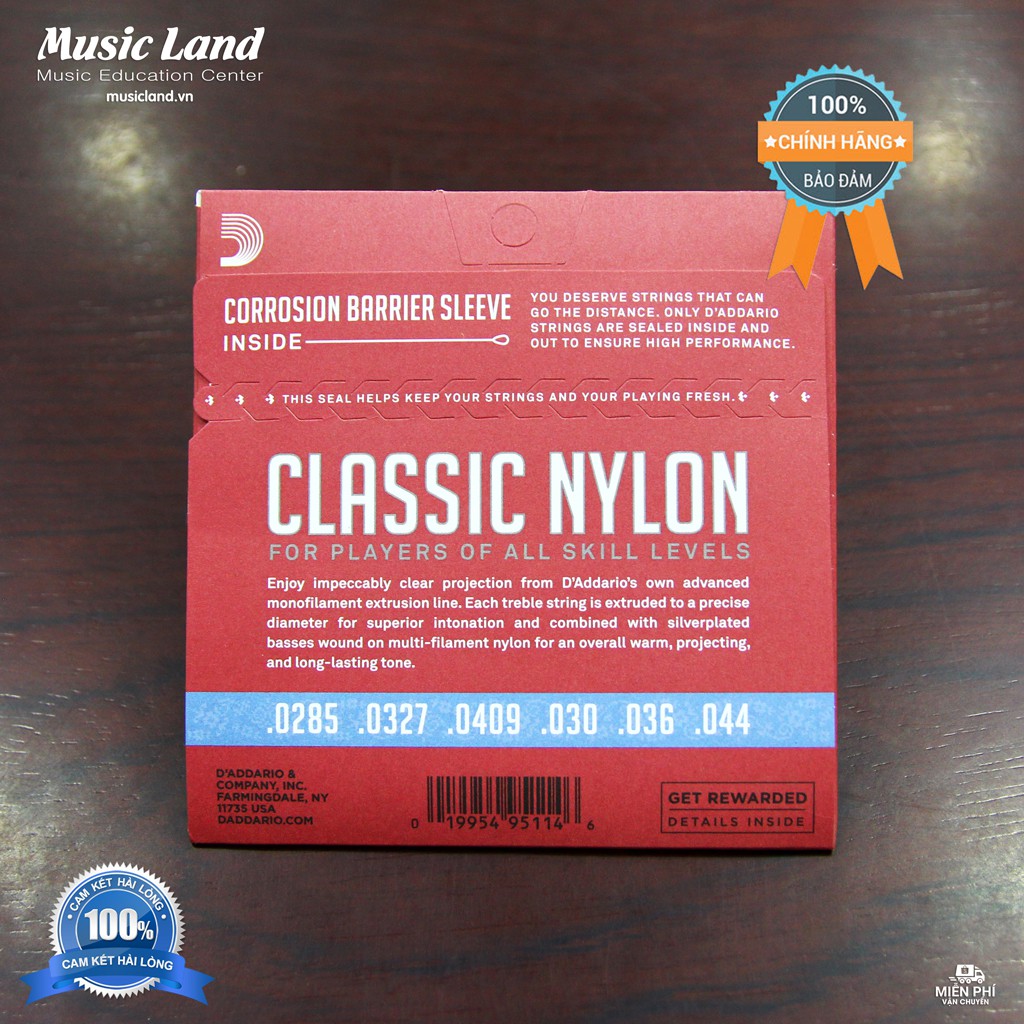 Music Land
Music Education Center
musicland.vn
100%
CHÍNH HÃNG
BẢO ĐẢM
CORROSION BARRIER SLEEVE
INSIDE
YOU DESERVE STRINGS THAT CAN
GO THE DISTANCE. ONLY D'ADDARIO
STRINGS ARE SEALED INSIDE AND
OUT TO ENSURE HIGH PERFORMANCE.
THIS SEAL HELPS KEEP YOUR STRINGS AND YOUR PLAYING FRESH.
CLASSIC NYLON
FOR PLAYERS OF ALL SKILL LEVELS
Enjoy impeccably clear projection from D'Addario's own advanced
monofilament extrusion line. Each treble string is extruded to a precise
diameter for superior intonation and combined with silverplated
basses wound on multi-filament nylon for an overall warm, projecting,
and long-lasting tone.
.0285 .0327 .0409 .030 .036 .044
D'ADDARIO &
COMPANY, INC.
FARMINGDALE, NY
11735 USA
DADDARIO.COM
0 19954 95114 6
GET REWARDED
DETAILS INSIDE
CAM KẾT HÀI LÒNG
100%
CAM KẾT HÀI LÒNG
MIỄN PHÍ
VẬN CHUYỂN